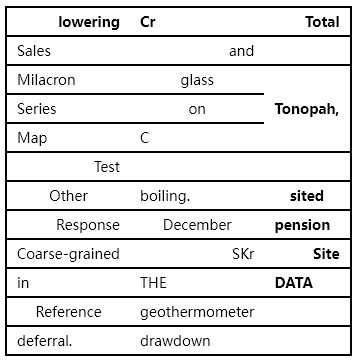 lowering Cr Total
Sales and
Milacron glass
Series on Tonopah,
Map C
Test
Other boiling. sited
Response December pension
Coarse-grained SKr Site
in THE DATA
Reference geothermometer
deferral. drawdown